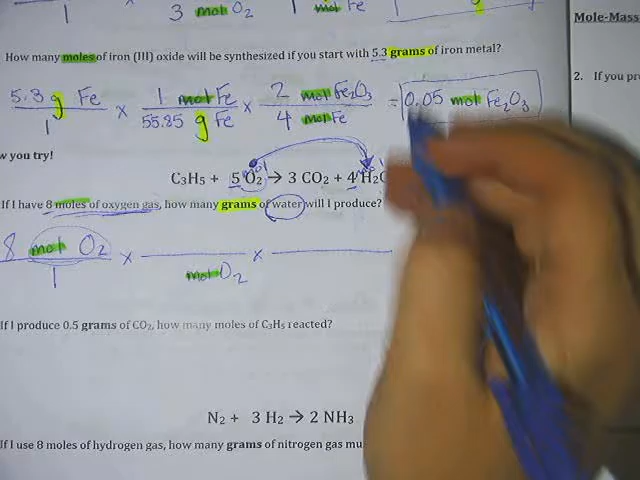 3 mol O₂ 1 mol Fe 1 g
Mole-Mass
How many moles of iron (III) oxide will be synthesized if you start with 5.3 grams of iron metal?
5.3 g Fe / 1 × 1 mol Fe / 55.85 g Fe × 2 mol Fe₂O₃ / 4 mol Fe = 0.05 mol Fe₂O₃
2. If you pr
w you try!
C₃H₅ + 5 O₂ → 3 CO₂ + 4 H₂O
If I have 8 moles of oxygen gas, how many grams of water will I produce?
8 mol O₂ / 1 × / mol O₂ ×
If I produce 0.5 grams of CO₂, how many moles of C₃H₅ reacted?
N₂ + 3 H₂ → 2 NH₃
If I use 8 moles of hydrogen gas, how many grams of nitrogen gas mu